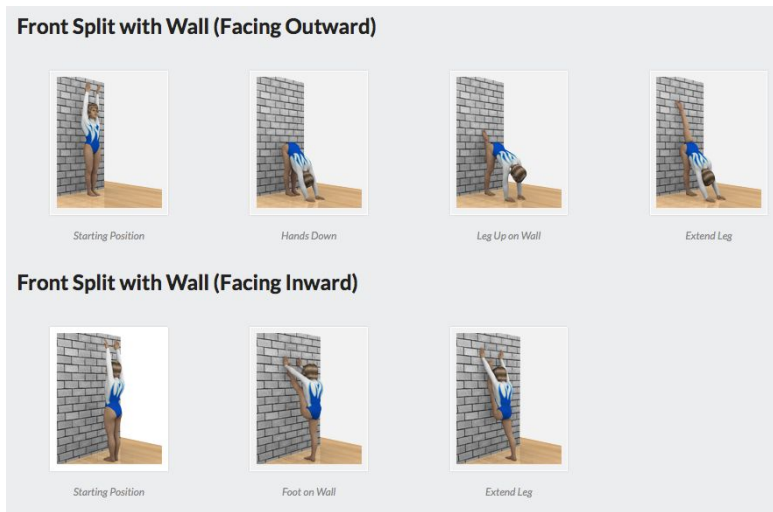 Front Split with Wall (Facing Outward)
Starting Position
Hands Down
Leg Up on Wall
Extend Leg
Front Split with Wall (Facing Inward)
Starting Position
Foot on Wall
Extend Leg